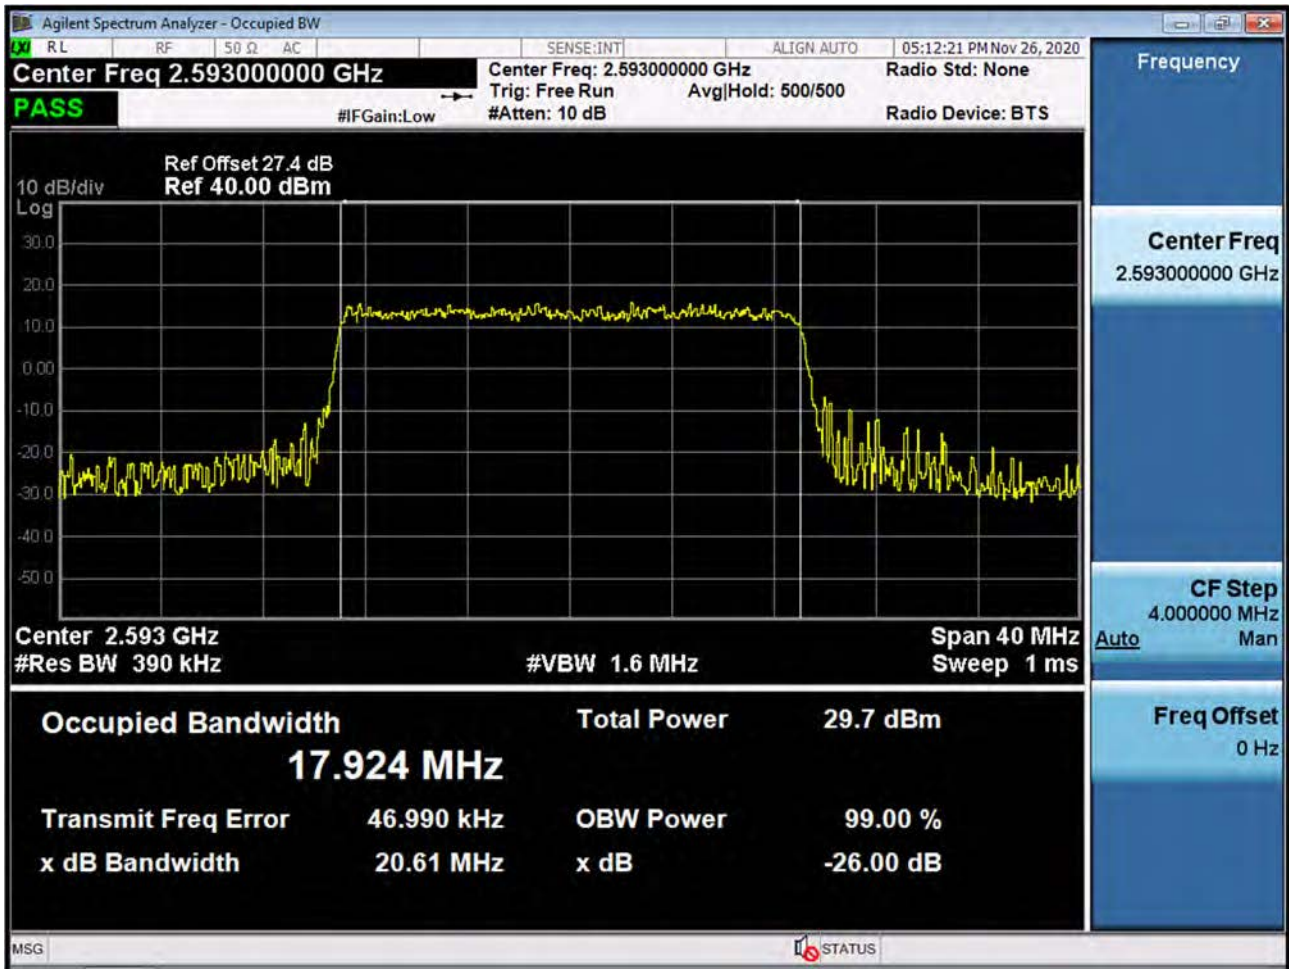 Agilent Spectrum Analyzer - Occupied BW
LXI RL RF 50 Ω AC SENSE:INT ALIGN AUTO 05:12:21 PM Nov 26, 2020
Center Freq 2.593000000 GHz
Center Freq: 2.593000000 GHz
Radio Std: None
Trig: Free Run Avg|Hold: 500/500
PASS
#IFGain:Low
#Atten: 10 dB
Radio Device: BTS
Ref Offset 27.4 dB
10 dB/div Ref 40.00 dBm
Log
30.0
20.0
10.0
0.00
-10.0
-20.0
-30.0
-40.0
-50.0
Center 2.593 GHz Span 40 MHz
#Res BW 390 kHz #VBW 1.6 MHz Sweep 1 ms
Occupied Bandwidth Total Power 29.7 dBm
17.924 MHz
Transmit Freq Error 46.990 kHz OBW Power 99.00 %
x dB Bandwidth 20.61 MHz x dB -26.00 dB
Frequency
Center Freq
2.593000000 GHz
CF Step
4.000000 MHz
Auto Man
Freq Offset
0 Hz
MSG STATUS